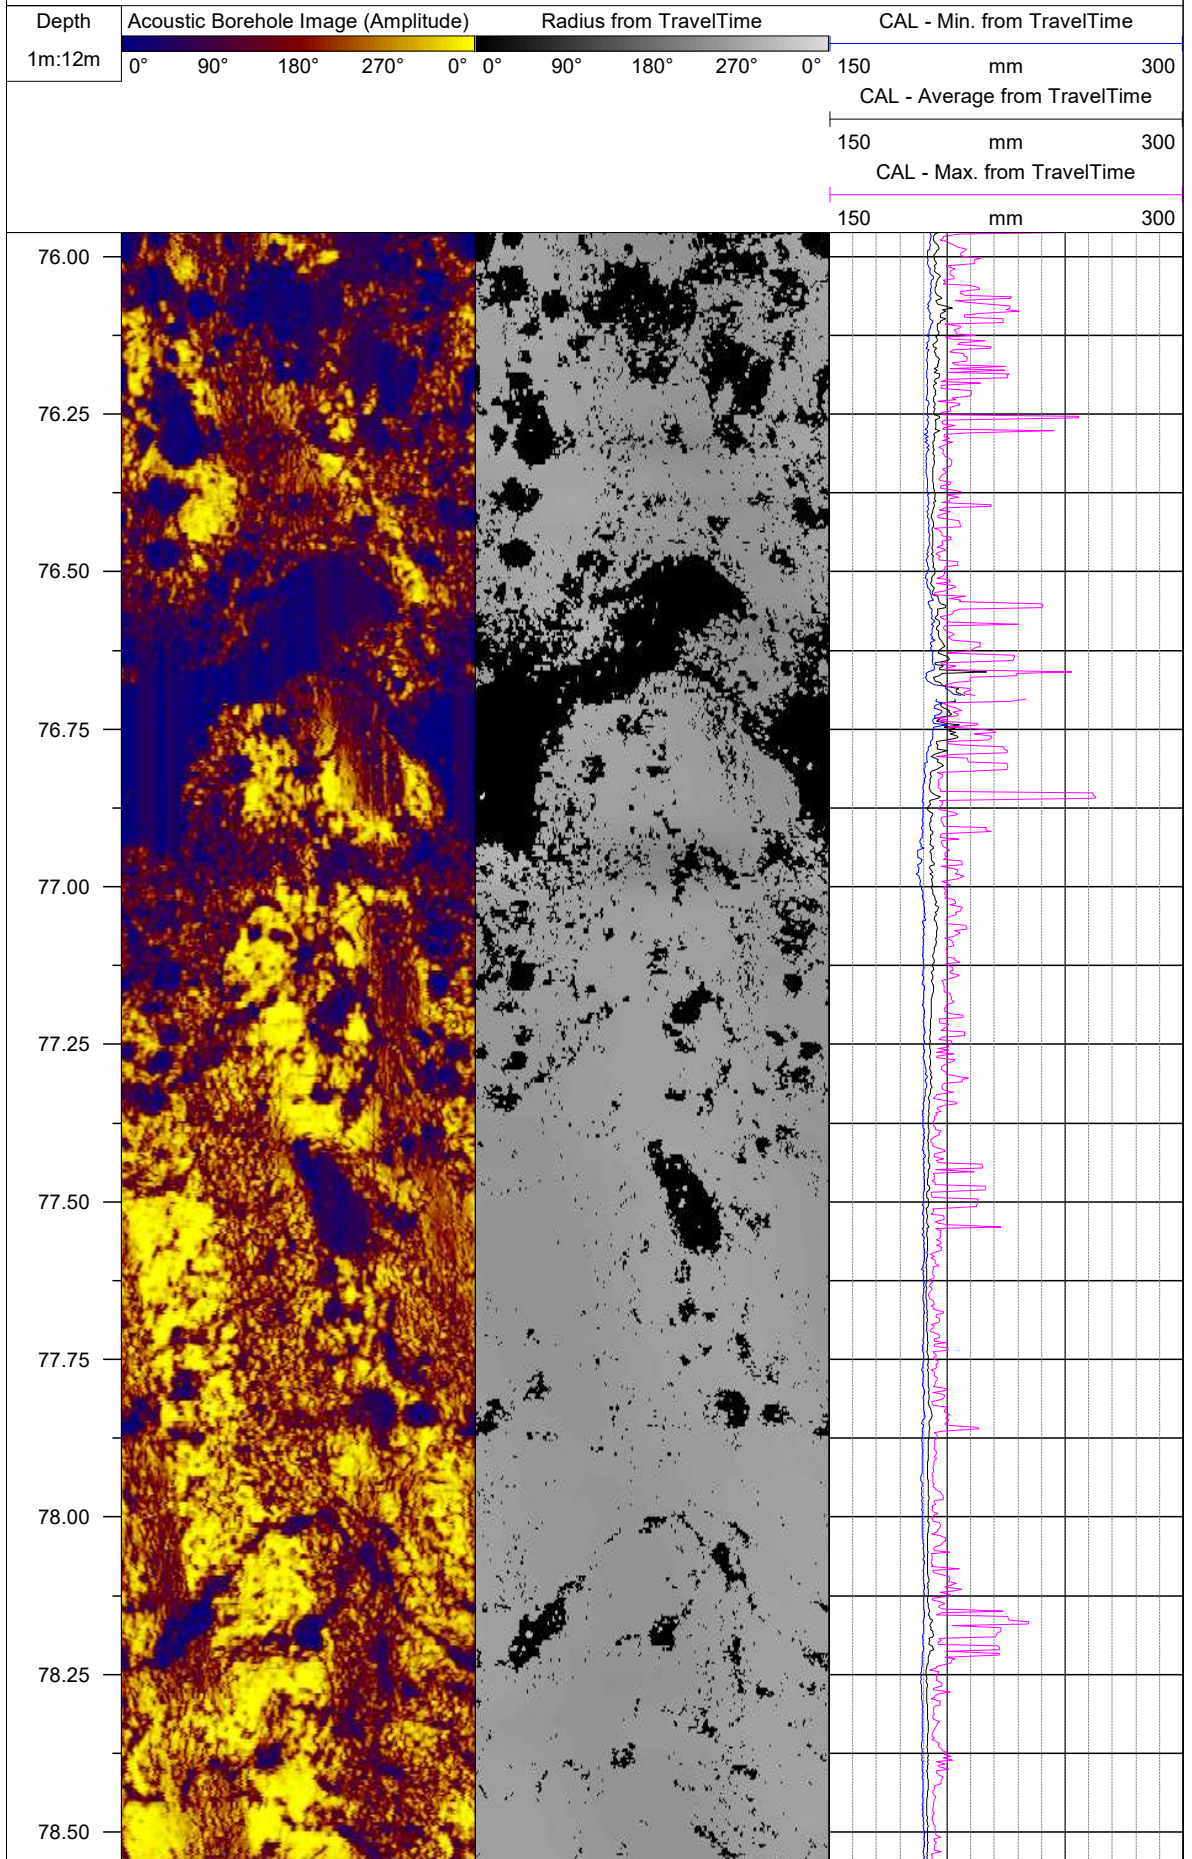 Depth
1m:12m
Acoustic Borehole Image (Amplitude)
0° 90° 180° 270° 0°
Radius from TravelTime
0° 90° 180° 270° 0°
CAL - Min. from TravelTime
150 mm 300
CAL - Average from TravelTime
150 mm 300
CAL - Max. from TravelTime
150 mm 300
76.00
76.25
76.50
76.75
77.00
77.25
77.50
77.75
78.00
78.25
78.50